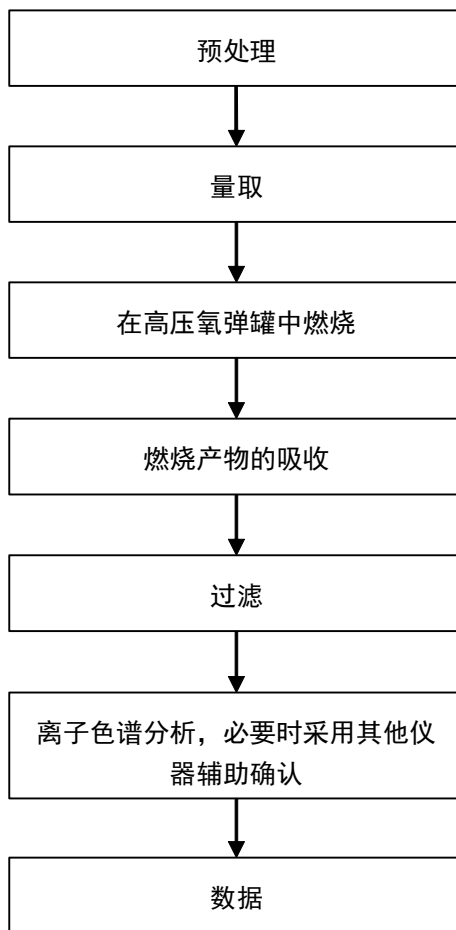 预处理
量取
在高压氧弹罐中燃烧
燃烧产物的吸收
过滤
离子色谱分析，必要时采用其他仪
器辅助确认
数据